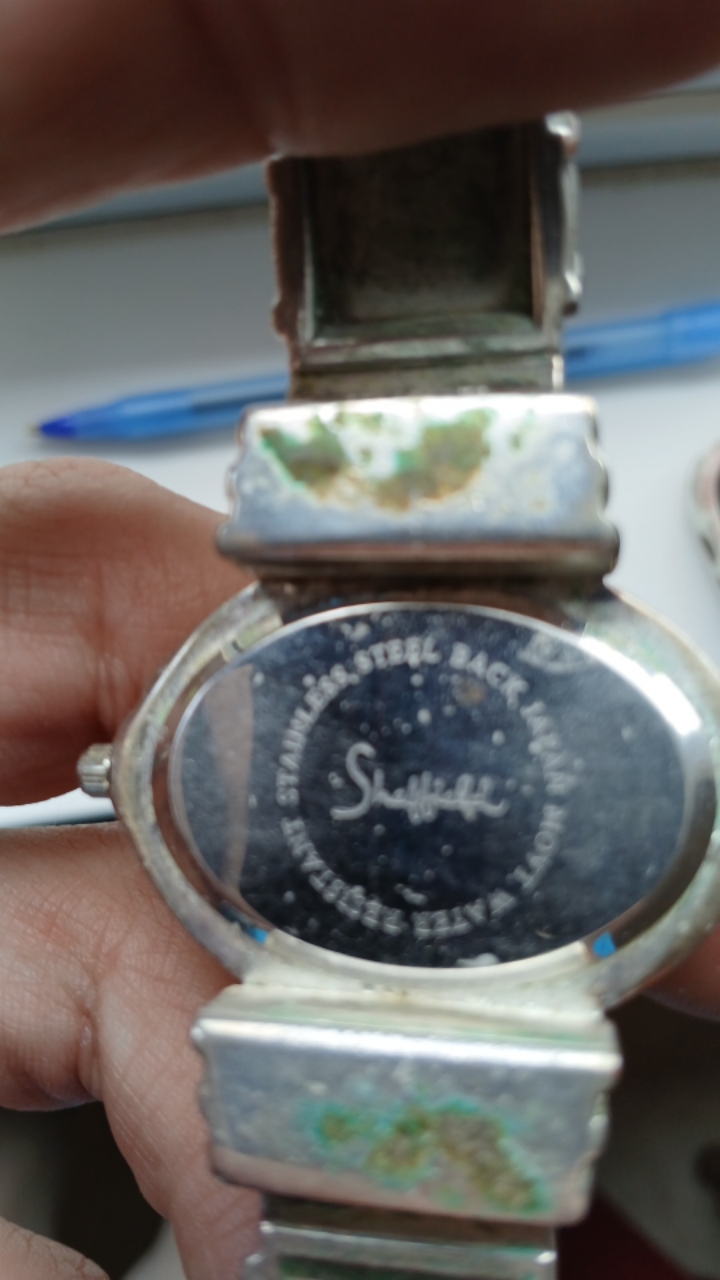 STAINLESS STEEL BACK JAPAN MOVT WATER RESISTANT
Sheffield